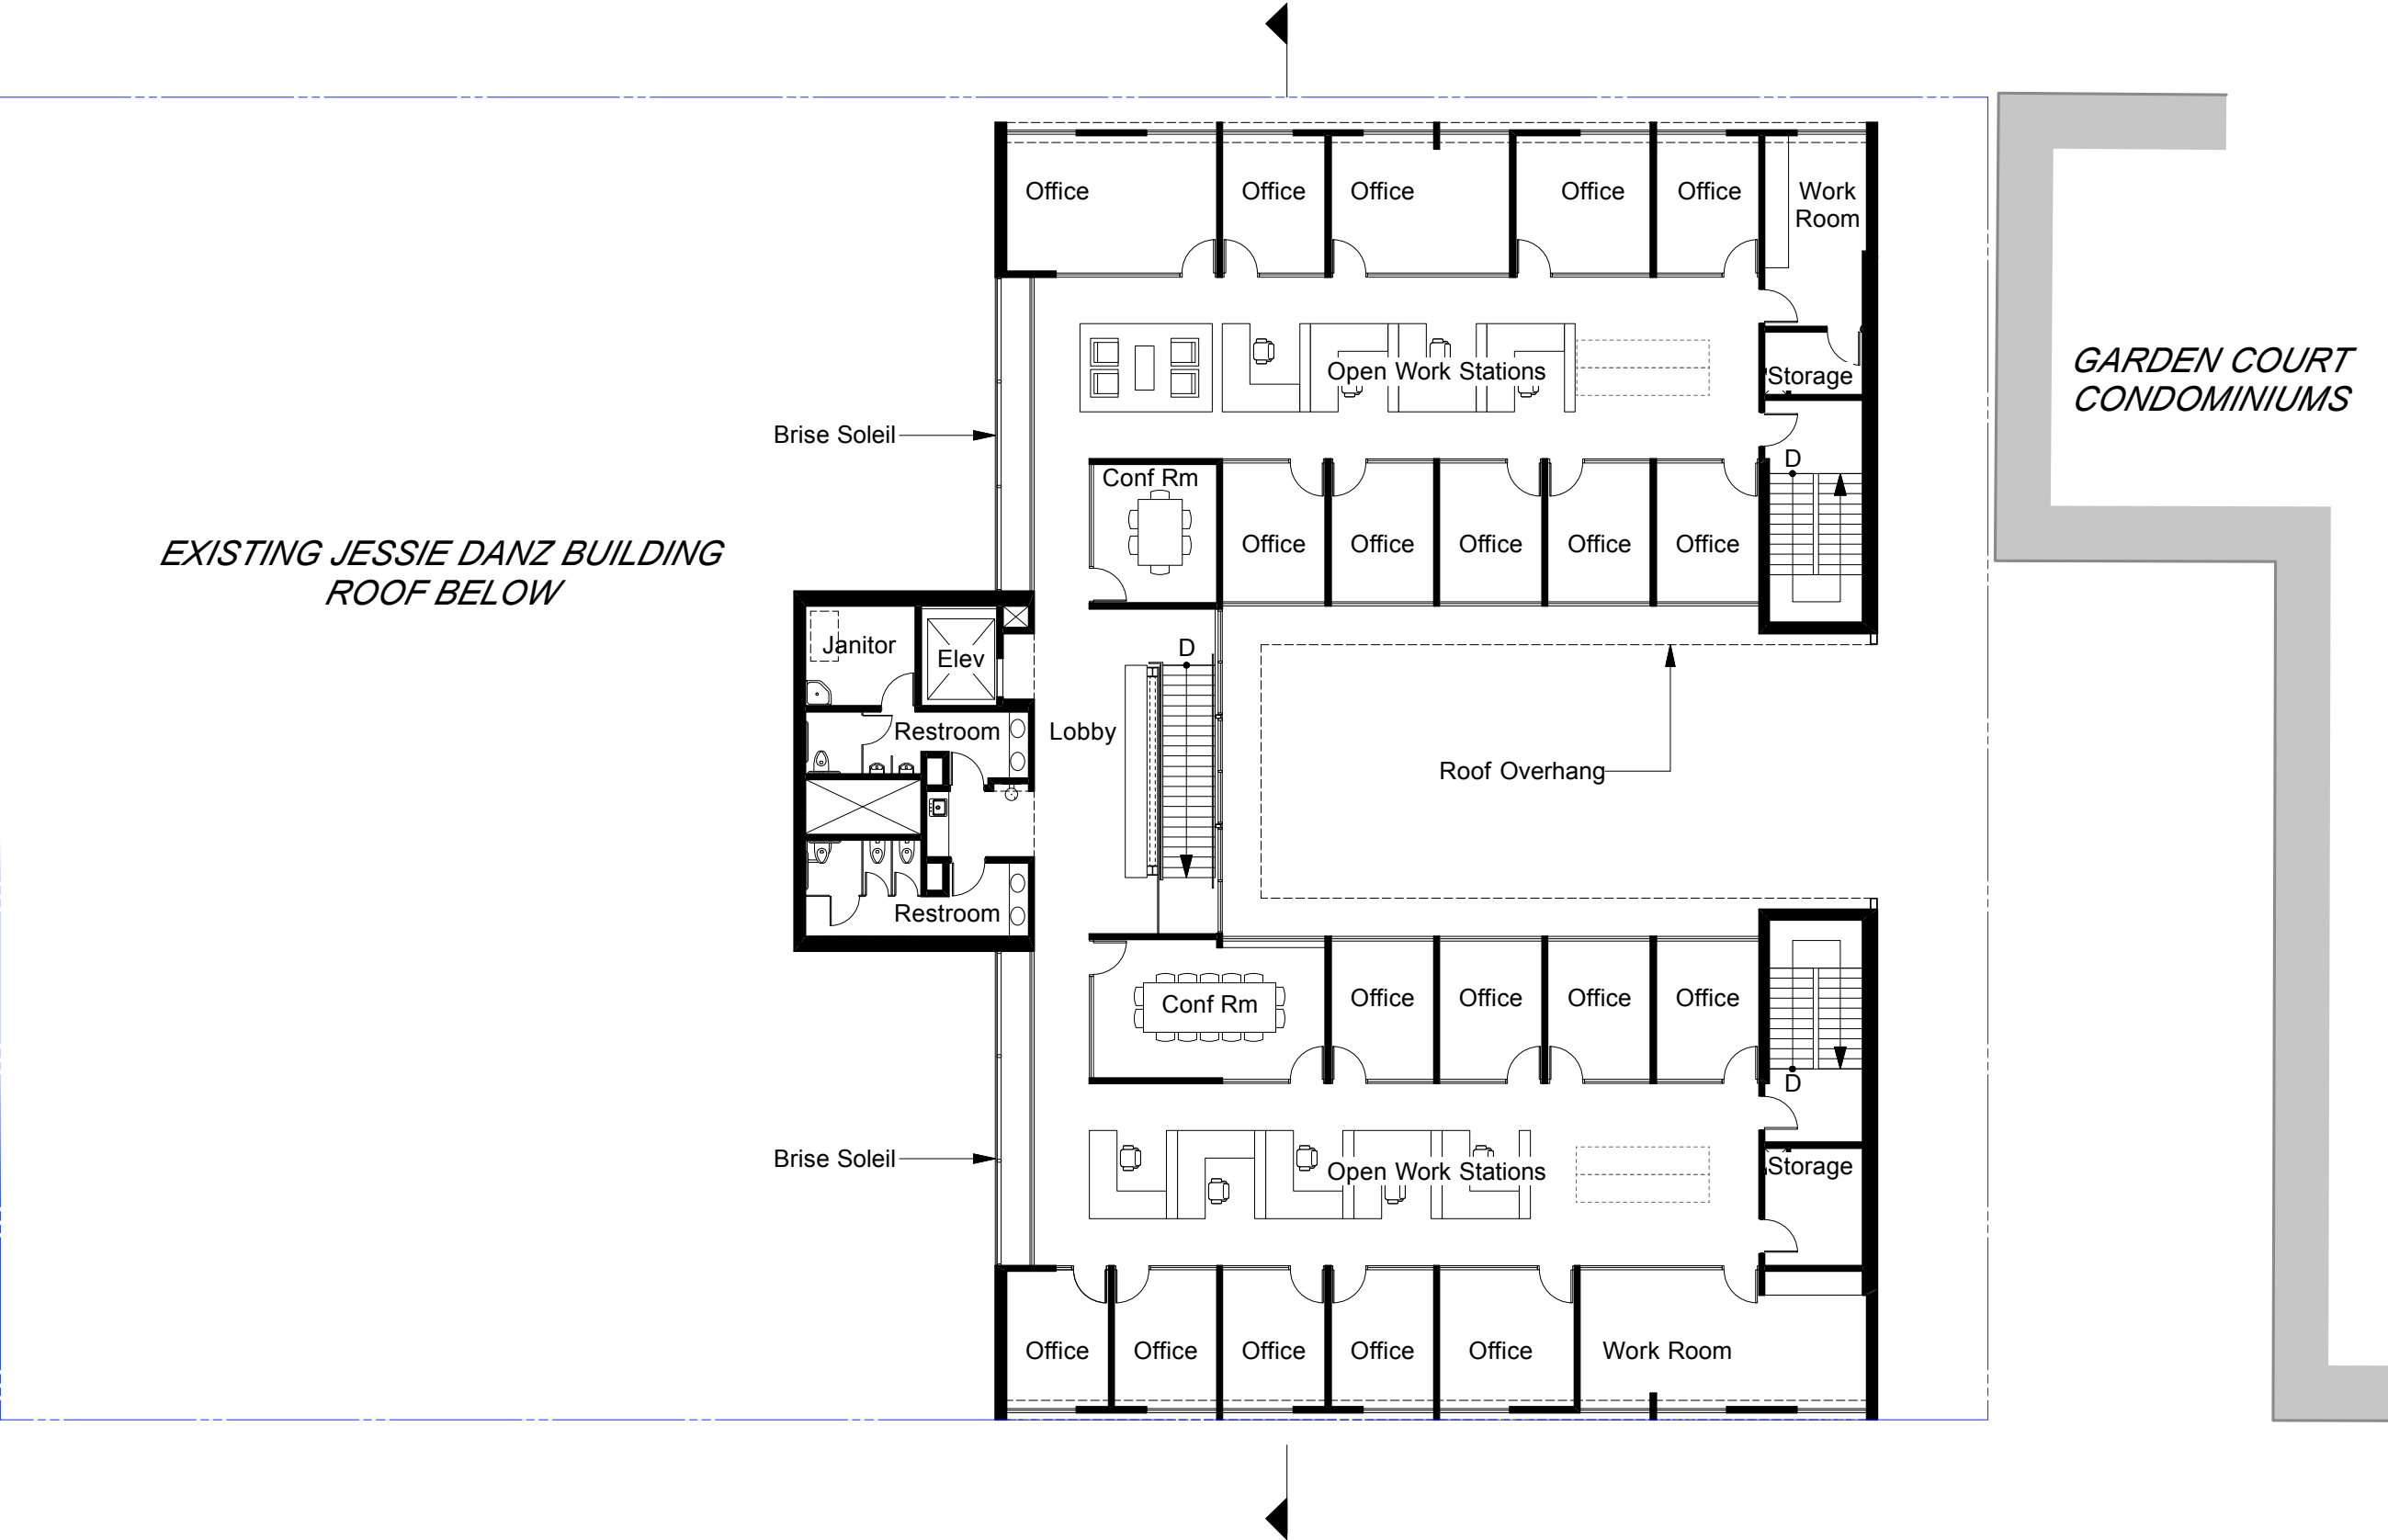 Office Office Office Office Office Work
Room
GARDEN COURT
CONDOMINIUMS
Open Work Stations
Storage
Brise Soleil
D
Conf Rm
EXISTING JESSIE DANZ BUILDING
ROOF BELOW
Office Office Office Office Office
Janitor
Elev
D
Restroom
Lobby
Roof Overhang
Restroom
Conf Rm
Office Office Office Office
D
Brise Soleil
Open Work Stations
Storage
Office Office Office Office Office Work Room